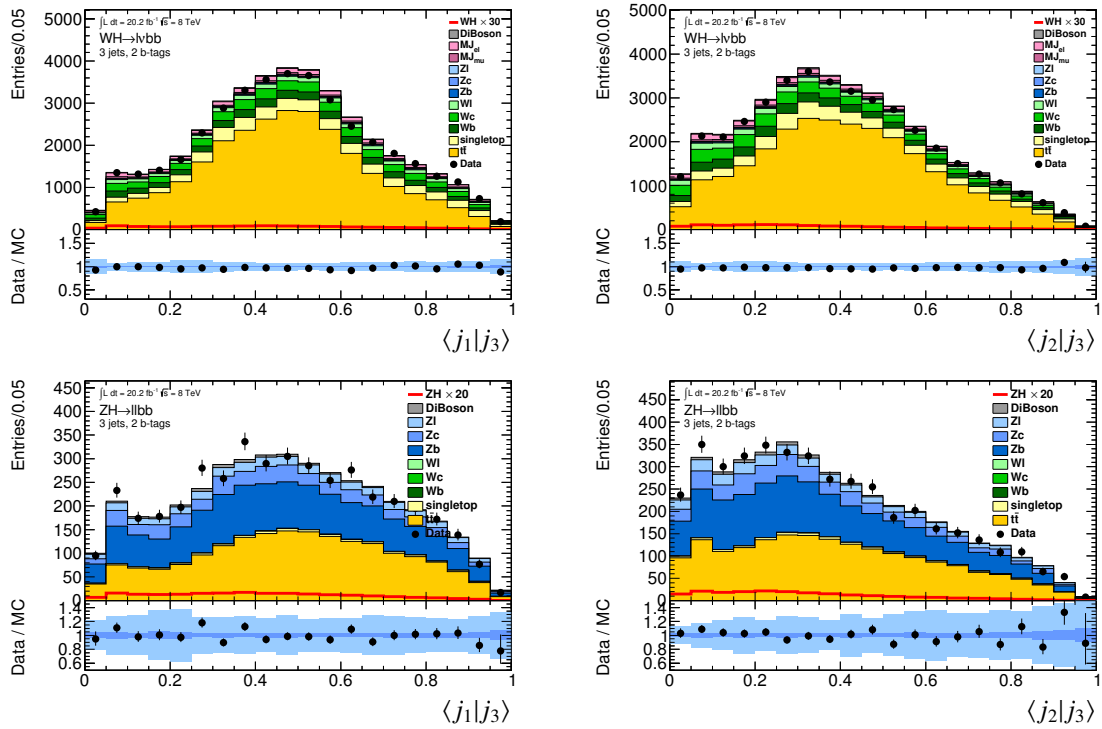 Entries/0.05
5000
4000
3000
2000
1000
0
∫L dt = 20.2 fb⁻¹ √s = 8 TeV
WH→lνbb
3 jets, 2 b-tags
WH × 30
DiBoson
MJ_el
MJ_mu
Zl
Zc
Zb
Wl
Wc
Wb
singletop
tt̄
Data
Data / MC
1.5
1
0.5
0 0.2 0.4 0.6 0.8 1
⟨j₁|j₃⟩
Entries/0.05
5000
4000
3000
2000
1000
0
∫L dt = 20.2 fb⁻¹ √s = 8 TeV
WH→lνbb
3 jets, 2 b-tags
WH × 30
DiBoson
MJ_el
MJ_mu
Zl
Zc
Zb
Wl
Wc
Wb
singletop
tt̄
Data
Data / MC
1.5
1
0.5
0 0.2 0.4 0.6 0.8 1
⟨j₂|j₃⟩
Entries/0.05
450
400
350
300
250
200
150
100
50
0
∫L dt = 20.2 fb⁻¹ √s = 8 TeV
ZH→llbb
3 jets, 2 b-tags
ZH × 20
DiBoson
Zl
Zc
Zb
Wl
Wc
Wb
singletop
tt̄
Data
Data / MC
1.4
1.2
1
0.8
0.6
0 0.2 0.4 0.6 0.8 1
⟨j₁|j₃⟩
Entries/0.05
450
400
350
300
250
200
150
100
50
0
∫L dt = 20.2 fb⁻¹ √s = 8 TeV
ZH→llbb
3 jets, 2 b-tags
ZH × 20
DiBoson
Zl
Zc
Zb
Wl
Wc
Wb
singletop
tt̄
Data
Data / MC
1.4
1.2
1
0.8
0.6
0 0.2 0.4 0.6 0.8 1
⟨j₂|j₃⟩